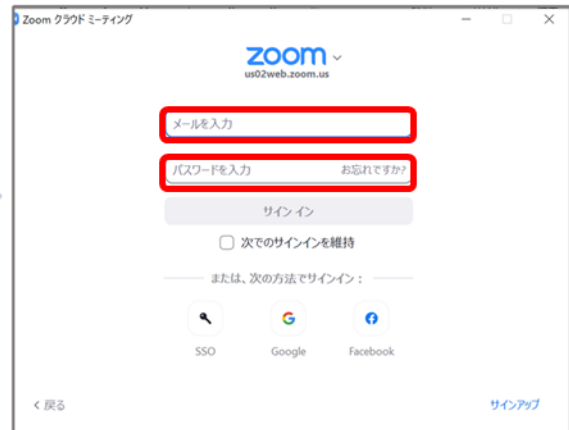 Zoom クラウド ミーティング
zoom
us02web.zoom.us
メールを入力
パスワードを入力 お忘れですか?
サイン イン
次でのサインインを維持
または、次の方法でサインイン：
SSO Google Facebook
く 戻る サインアップ